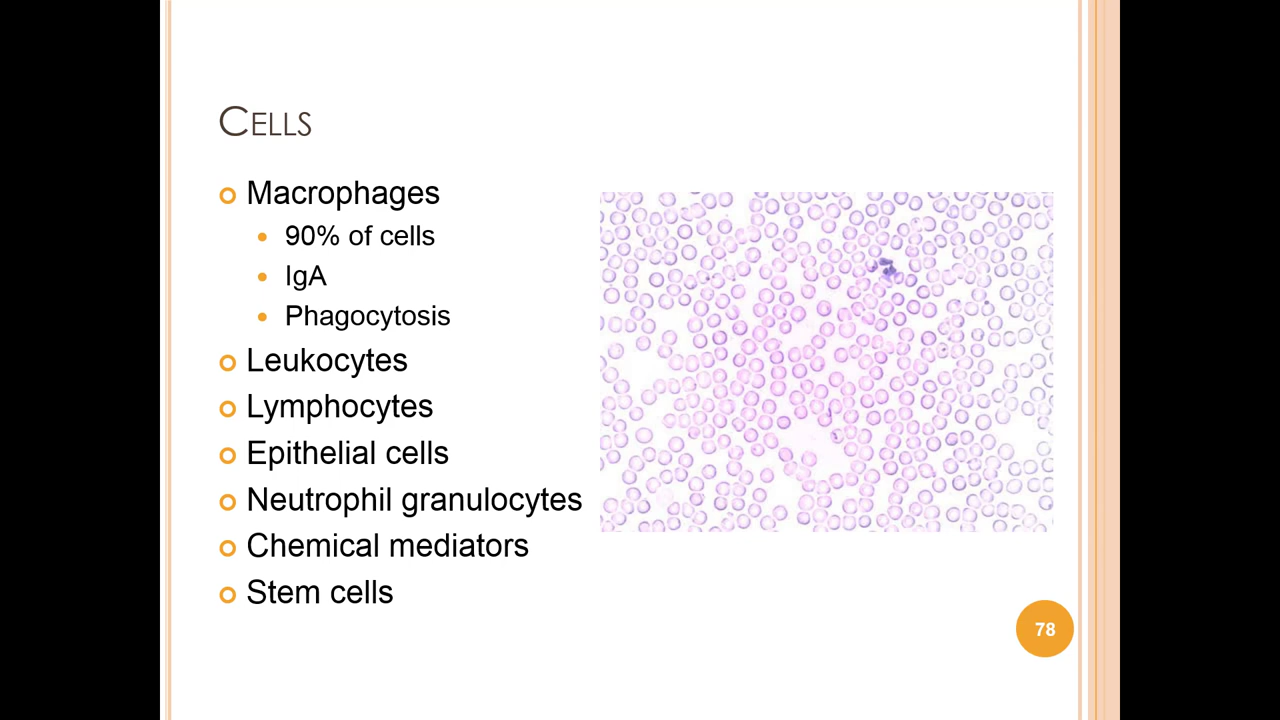 Cells
Macrophages
90% of cells
IgA
Phagocytosis
Leukocytes
Lymphocytes
Epithelial cells
Neutrophil granulocytes
Chemical mediators
Stem cells
78